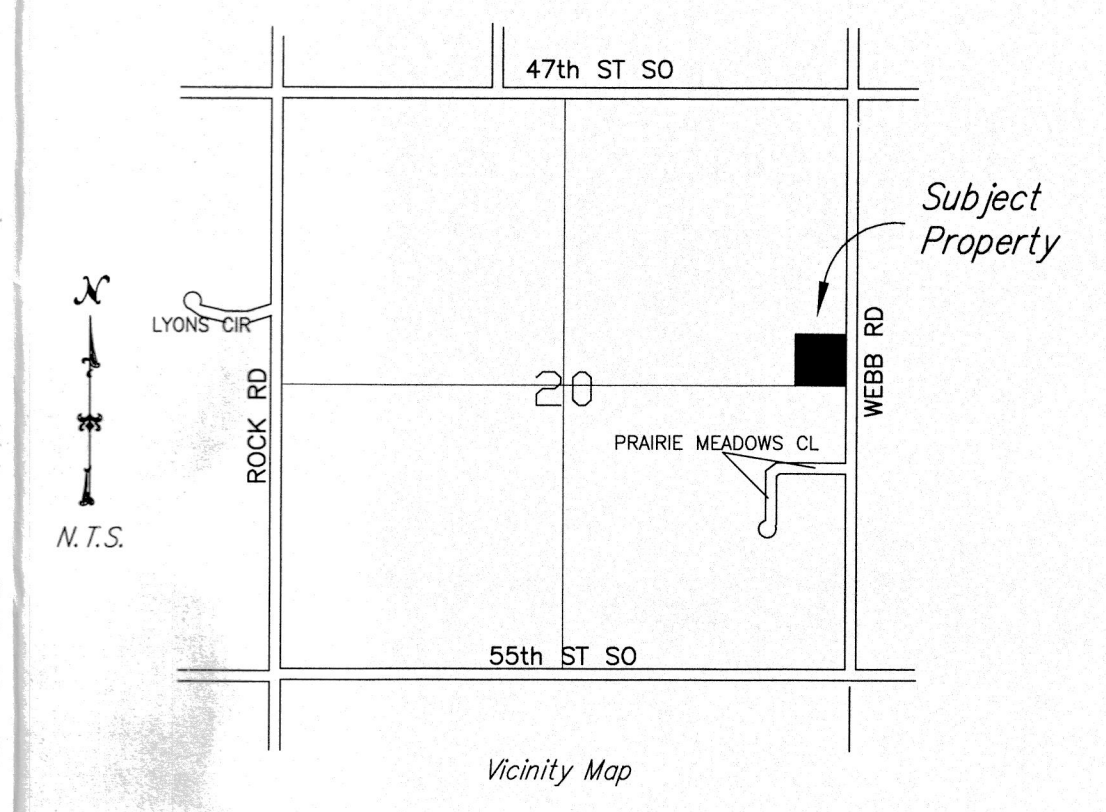 47th ST SO
Subject
Property
N
LYONS CIR
WEBB RD
ROCK RD
20
PRAIRIE MEADOWS CL
N.T.S.
55th ST SO
Vicinity Map